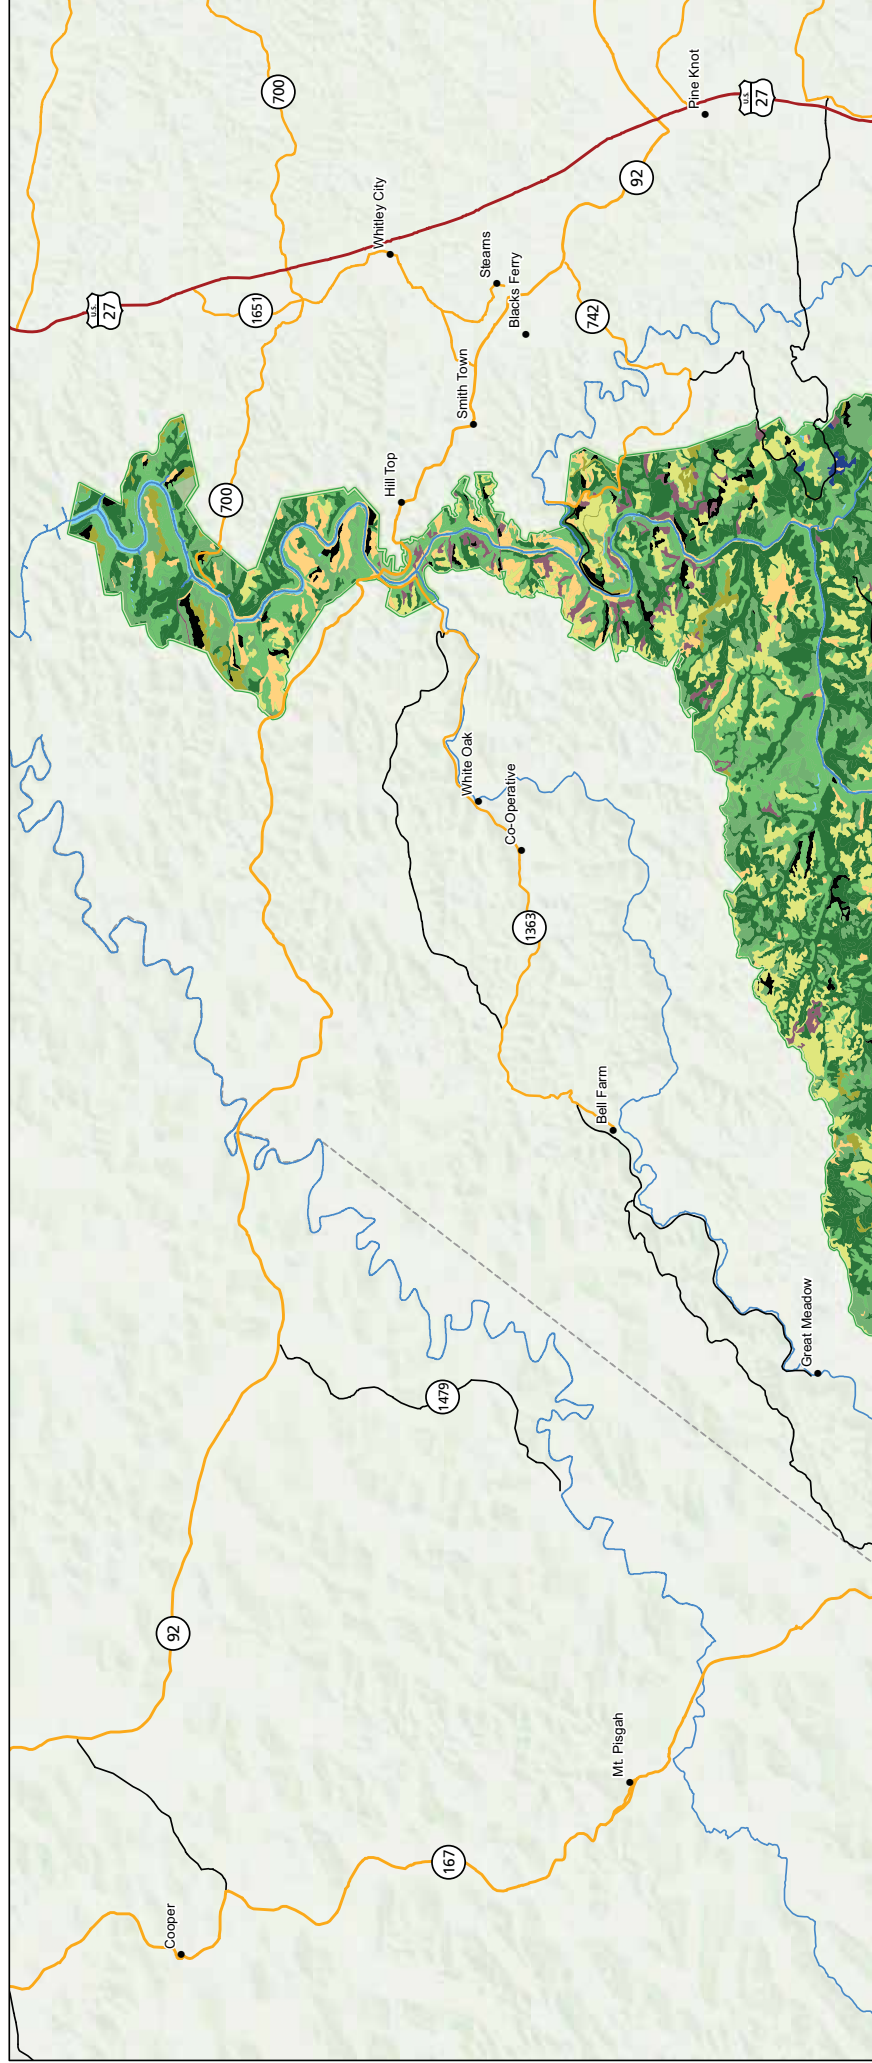 700
Pine Knot
U.S.
27
92
Whitley City
Stearns
Blacks Ferry
U.S.
27
1651
742
Smith Town
Hill Top
700
White Oak
Co-Operative
1363
Bell Farm
Great Meadow
1479
92
Mt. Pisgah
167
Cooper